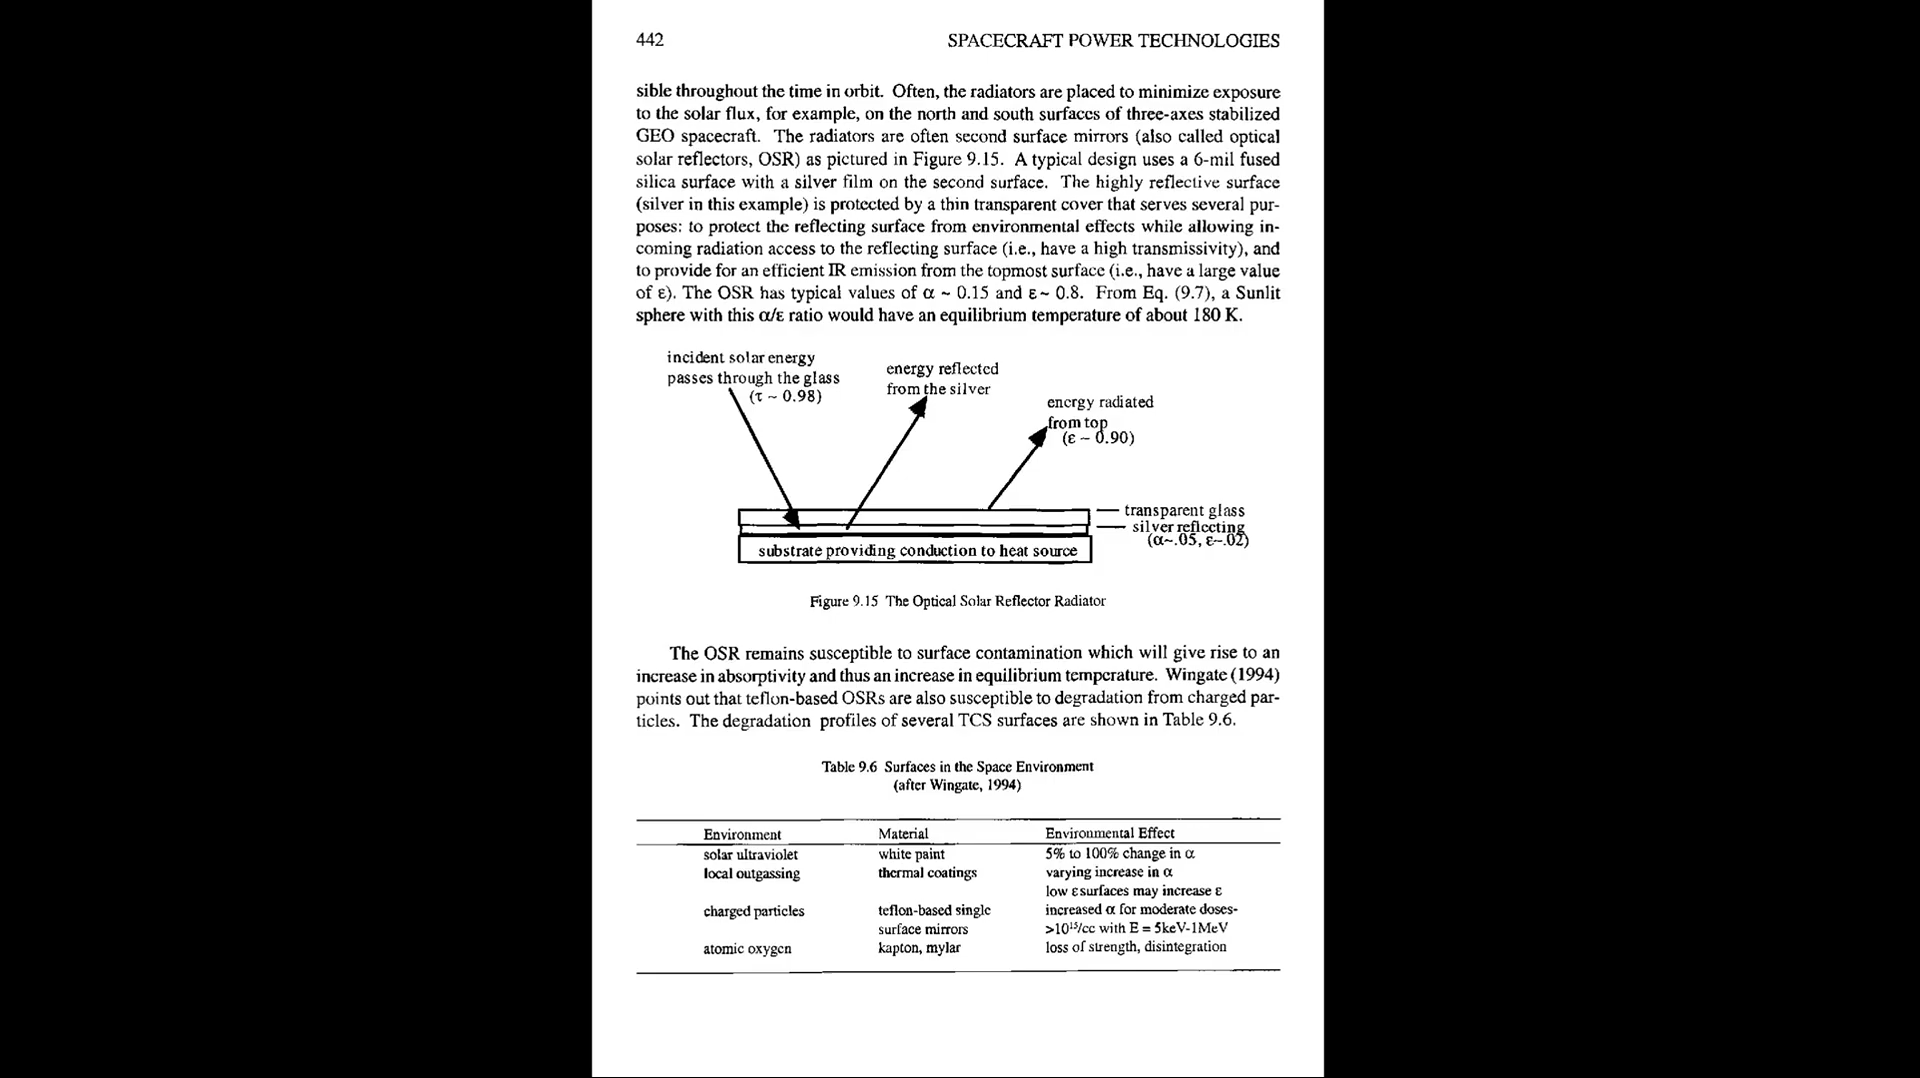 442
SPACECRAFT POWER TECHNOLOGIES
sible throughout the time in orbit. Often, the radiators are placed to minimize exposure
to the solar flux, for example, on the north and south surfaces of three-axes stabilized
GEO spacecraft. The radiators are often second surface mirrors (also called optical
solar reflectors, OSR) as pictured in Figure 9.15. A typical design uses a 6-mil fused
silica surface with a silver film on the second surface. The highly reflective surface
(silver in this example) is protected by a thin transparent cover that serves several pur-
poses: to protect the reflecting surface from environmental effects while allowing in-
coming radiation access to the reflecting surface (i.e., have a high transmissivity), and
to provide for an efficient IR emission from the topmost surface (i.e., have a large value
of ε). The OSR has typical values of α ~ 0.15 and ε~ 0.8. From Eq. (9.7), a Sunlit
sphere with this α/ε ratio would have an equilibrium temperature of about 180 K.
incident solar energy
passes through the glass
(τ ~ 0.98)
energy reflected
from the silver
energy radiated
from top
(ε ~ 0.90)
transparent glass
silver reflecting
(α~.05, ε~.02)
substrate providing conduction to heat source
Figure 9.15 The Optical Solar Reflector Radiator
The OSR remains susceptible to surface contamination which will give rise to an
increase in absorptivity and thus an increase in equilibrium temperature. Wingate (1994)
points out that teflon-based OSRs are also susceptible to degradation from charged par-
ticles. The degradation profiles of several TCS surfaces are shown in Table 9.6.
Table 9.6 Surfaces in the Space Environment
(after Wingate, 1994)
Environment Material Environmental Effect
solar ultraviolet white paint 5% to 100% change in α
local outgassing thermal coatings varying increase in α
low ε surfaces may increase ε
charged particles teflon-based single increased α for moderate doses-
surface mirrors >10¹⁵/cc with E = 5keV-1MeV
atomic oxygen kapton, mylar loss of strength, disintegration